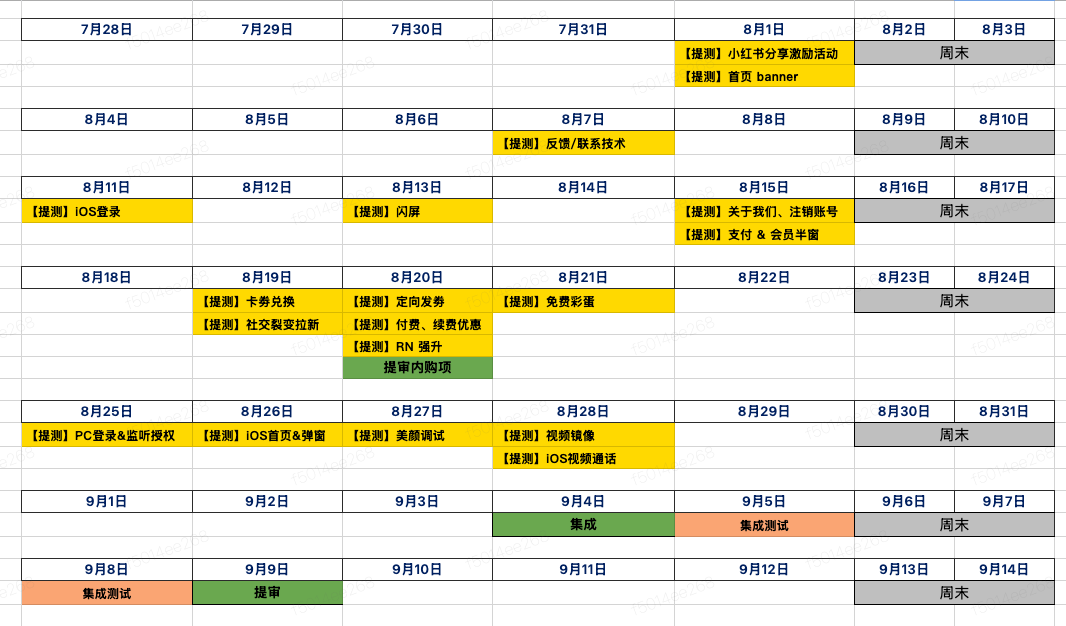 7月28日 7月29日 7月30日 7月31日 8月1日 8月2日 8月3日
【提测】小红书分享激励活动 周末
【提测】首页 banner
8月4日 8月5日 8月6日 8月7日 8月8日 8月9日 8月10日
【提测】反馈/联系技术 周末
8月11日 8月12日 8月13日 8月14日 8月15日 8月16日 8月17日
【提测】iOS登录 【提测】闪屏 【提测】关于我们、注销账号 周末
【提测】支付 & 会员半窗
8月18日 8月19日 8月20日 8月21日 8月22日 8月23日 8月24日
【提测】卡券兑换 【提测】定向发券 【提测】免费彩蛋 周末
【提测】社交裂变拉新 【提测】付费、续费优惠
【提测】RN 强升
提审内购项
8月25日 8月26日 8月27日 8月28日 8月29日 8月30日 8月31日
【提测】PC登录&监听授权 【提测】iOS首页&弹窗 【提测】美颜调试 【提测】视频镜像 周末
【提测】iOS视频通话
9月1日 9月2日 9月3日 9月4日 9月5日 9月6日 9月7日
集成 集成测试 周末
9月8日 9月9日 9月10日 9月11日 9月12日 9月13日 9月14日
集成测试 提审 周末